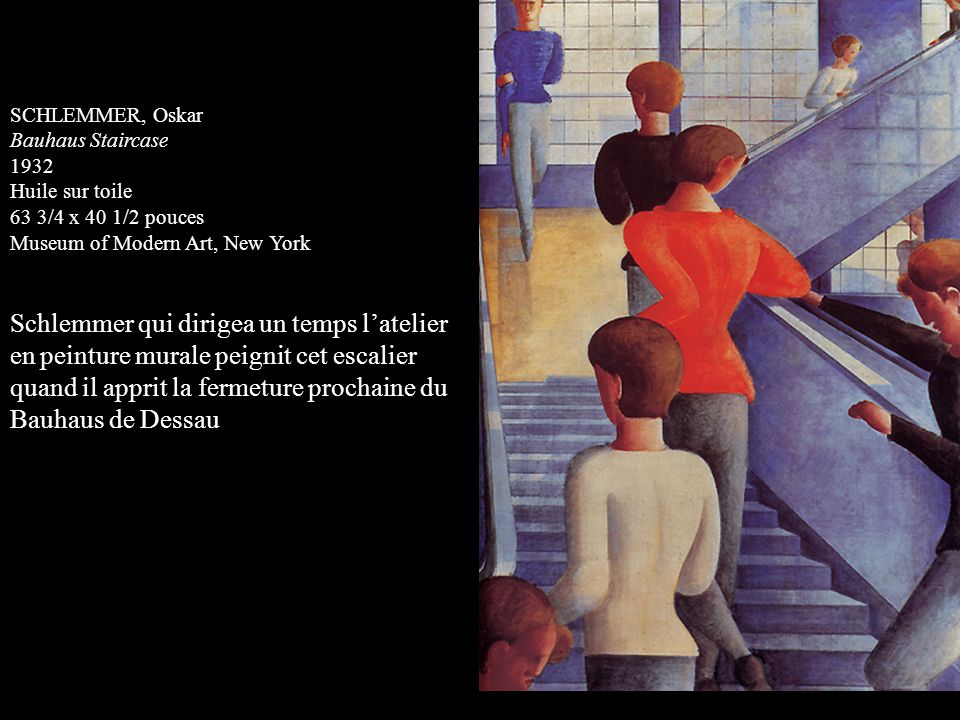 SCHLEMMER, Oskar
Bauhaus Staircase
1932
Huile sur toile
63 3/4 x 40 1/2 pouces
Museum of Modern Art, New York
Schlemmer qui dirigea un temps l’atelier
en peinture murale peignit cet escalier
quand il apprit la fermeture prochaine du
Bauhaus de Dessau